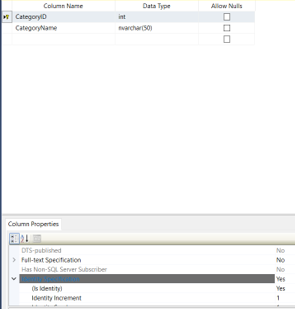 Column Name Data Type Allow Nulls
CategoryID int
CategoryName nvarchar(50)
Column Properties
DTS-published No
Full-text Specification No
Has Non-SQL Server Subscriber No
Yes
(Is Identity) Yes
Identity Increment 1